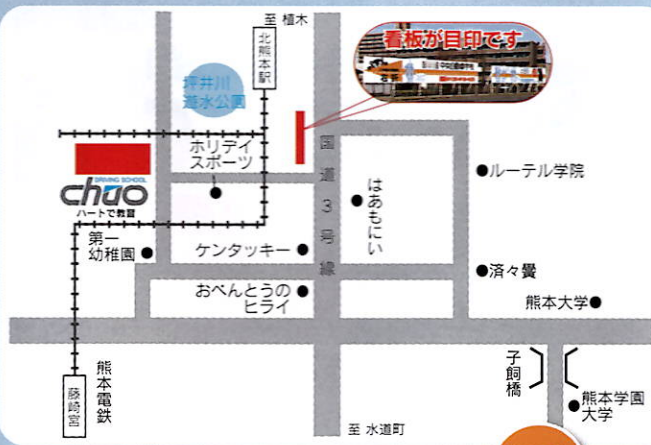 至 植木
北熊本駅
看板が目印です
坪井川
遊水公園
ホリデイ
スポーツ
DRIVING SCHOOL
chuo
ハートで教習
国道3号線
はあもにい
ルーテル学院
第一
幼稚園
ケンタッキー
おべんとうの
ヒライ
済々黌
熊本大学
子飼橋
熊本学園
大学
熊本電鉄
藤崎宮
至 水道町